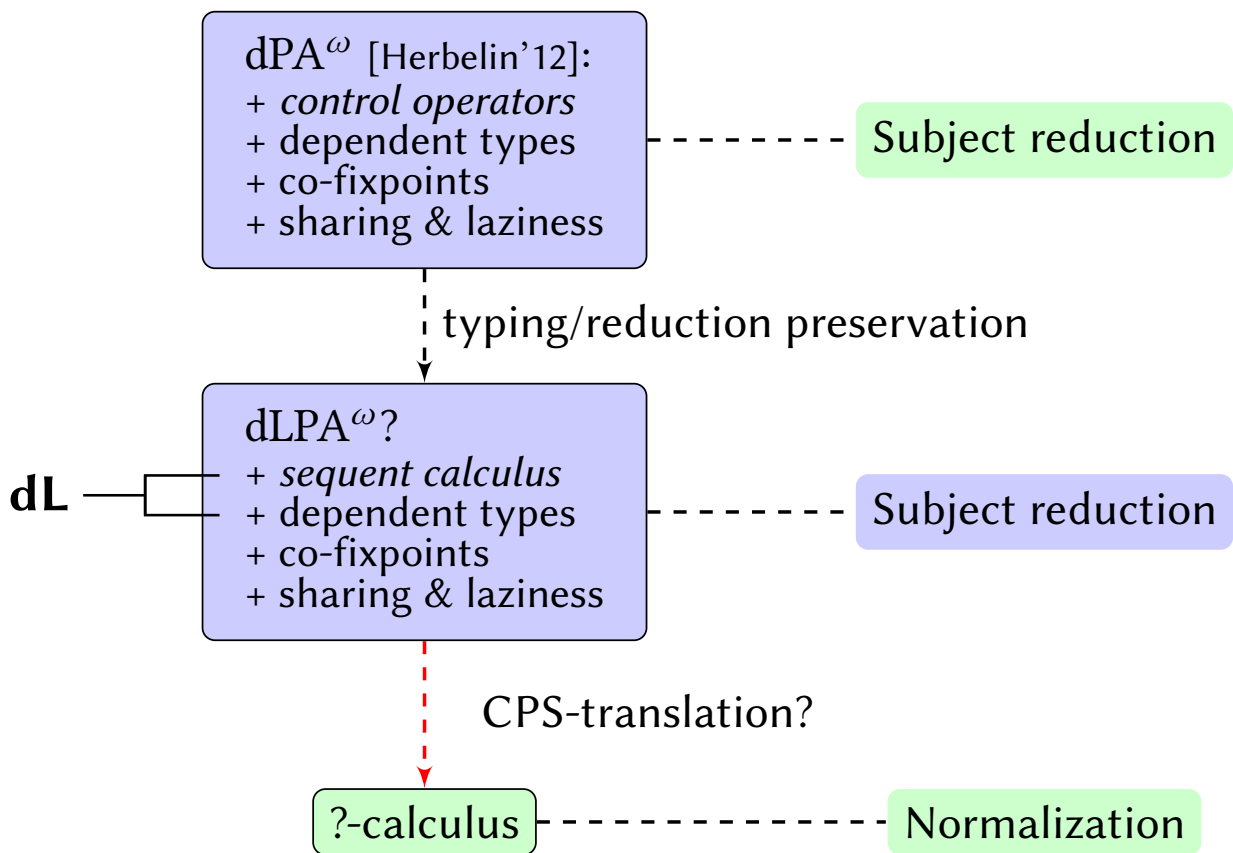 dPA^ω [Herbelin'12]:
+ control operators
+ dependent types
+ co-fixpoints
+ sharing & laziness
Subject reduction
typing/reduction preservation
dLPA^ω?
+ sequent calculus
+ dependent types
+ co-fixpoints
+ sharing & laziness
dL
Subject reduction
CPS-translation?
?-calculus
Normalization